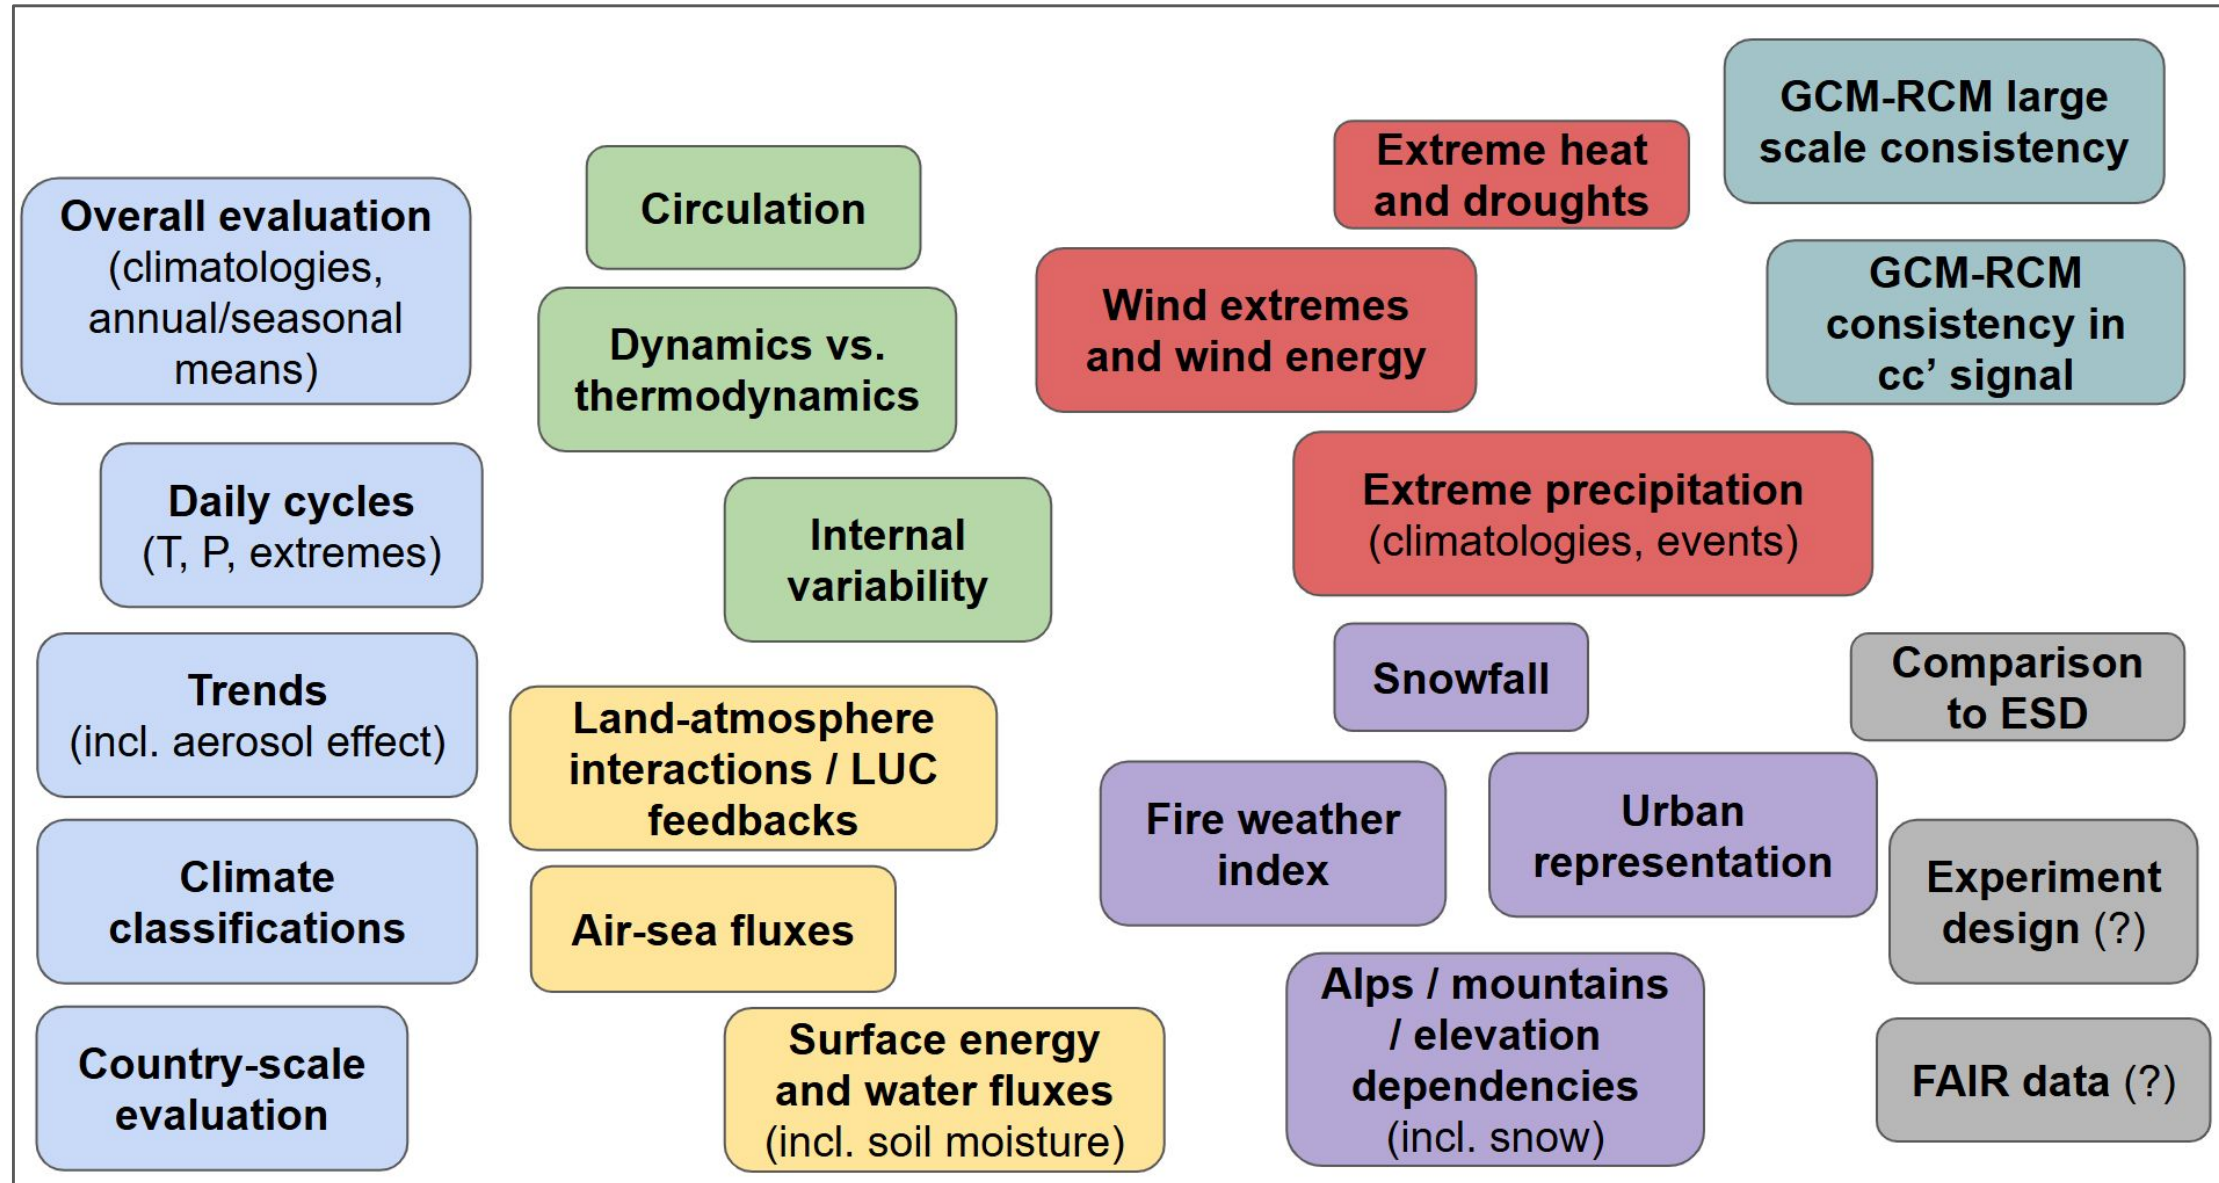 Overall evaluation
(climatologies,
annual/seasonal
means)
Daily cycles
(T, P, extremes)
Trends
(incl. aerosol effect)
Climate
classifications
Country-scale
evaluation
Circulation
Dynamics vs.
thermodynamics
Internal
variability
Land-atmosphere
interactions / LUC
feedbacks
Air-sea fluxes
Surface energy
and water fluxes
(incl. soil moisture)
Extreme heat
and droughts
Wind extremes
and wind energy
Extreme precipitation
(climatologies, events)
Snowfall
Fire weather
index
Urban
representation
Alps / mountains
/ elevation
dependencies
(incl. snow)
GCM-RCM large
scale consistency
GCM-RCM
consistency in
cc’ signal
Comparison
to ESD
Experiment
design (?)
FAIR data (?)